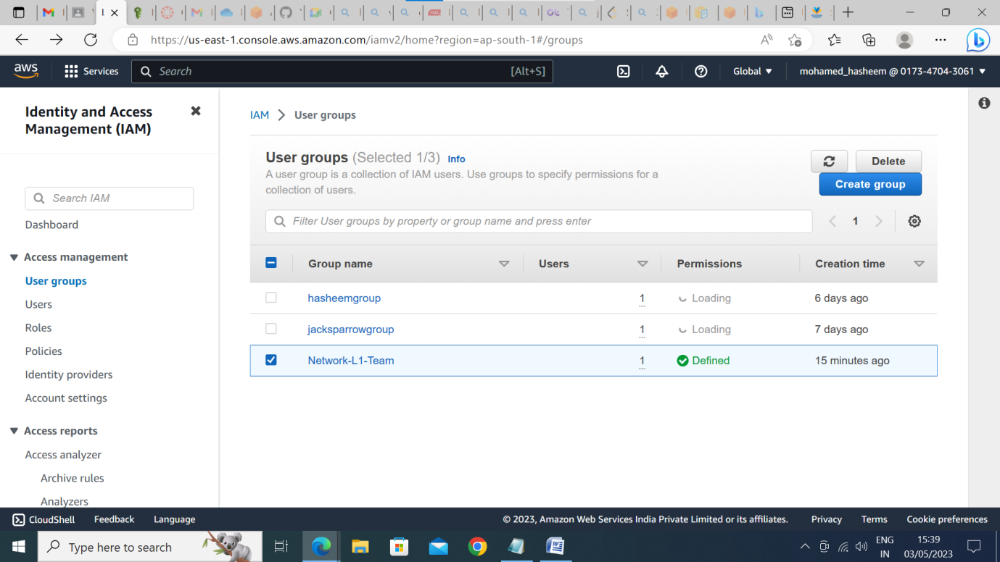 https://us-east-1.console.aws.amazon.com/iamv2/home?region=ap-south-1#/groups
aws
Services
Search
[Alt+S]
Global
mohamed_hasheem @ 0173-4704-3061
Identity and Access
Management (IAM)
Search IAM
Dashboard
Access management
User groups
Users
Roles
Policies
Identity providers
Account settings
Access reports
Access analyzer
Archive rules
Analyzers
IAM > User groups
User groups (Selected 1/3) Info
A user group is a collection of IAM users. Use groups to specify permissions for a
collection of users.
Delete
Create group
Filter User groups by property or group name and press enter
1
Group name Users Permissions Creation time
hasheemgroup 1 Loading 6 days ago
jacksparrowgroup 1 Loading 7 days ago
Network-L1-Team 1 Defined 15 minutes ago
CloudShell Feedback Language © 2023, Amazon Web Services India Private Limited or its affiliates. Privacy Terms Cookie preferences
Type here to search
ENG
IN
15:39
03/05/2023